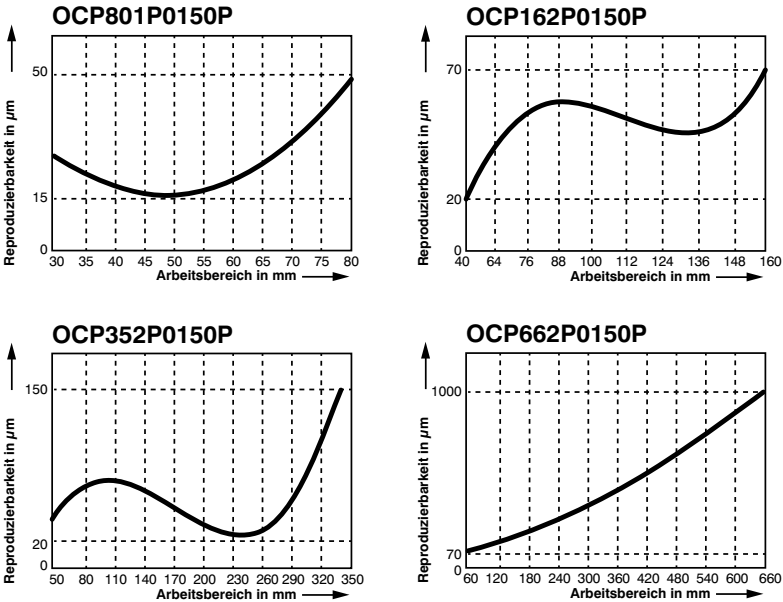 OCP801P0150P
Reproduzierbarkeit in µm
50
15
0
30 35 40 45 50 55 60 65 70 75 80
Arbeitsbereich in mm
OCP162P0150P
Reproduzierbarkeit in µm
70
20
0
40 64 76 88 100 112 124 136 148 160
Arbeitsbereich in mm
OCP352P0150P
Reproduzierbarkeit in µm
150
20
0
50 80 110 140 170 200 230 260 290 320 350
Arbeitsbereich in mm
OCP662P0150P
Reproduzierbarkeit in µm
1000
70
0
60 120 180 240 300 360 420 480 540 600 660
Arbeitsbereich in mm